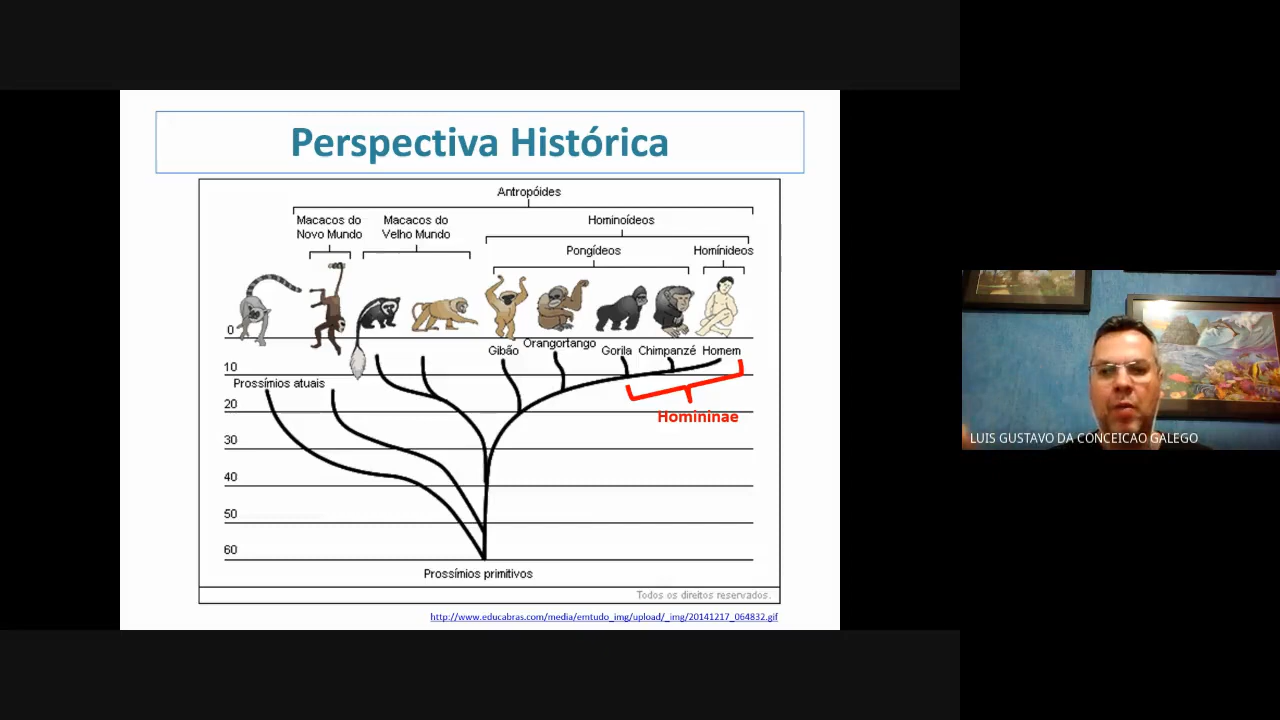 Perspectiva Histórica
Antropóides
Macacos do
Novo Mundo
Macacos do
Velho Mundo
Hominoídeos
Pongídeos
Homínideos
0
Gibão
Orangortango
Gorila
Chimpanzé
Homem
10
Prossímios atuais
20
Homininae
30
40
50
60
Prossímios primitivos
Todos os direitos reservados.
http://www.educabras.com/media/emtudo_img/upload/_img/20141217_064832.gif
LUIS GUSTAVO DA CONCEICAO GALEGO